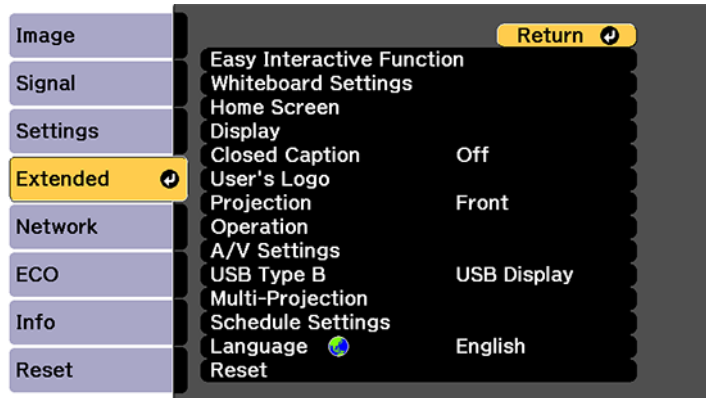 Image
Signal
Settings
Extended
Network
ECO
Info
Reset
Return
Easy Interactive Function
Whiteboard Settings
Home Screen
Display
Closed Caption Off
User's Logo
Projection Front
Operation
A/V Settings
USB Type B USB Display
Multi-Projection
Schedule Settings
Language English
Reset